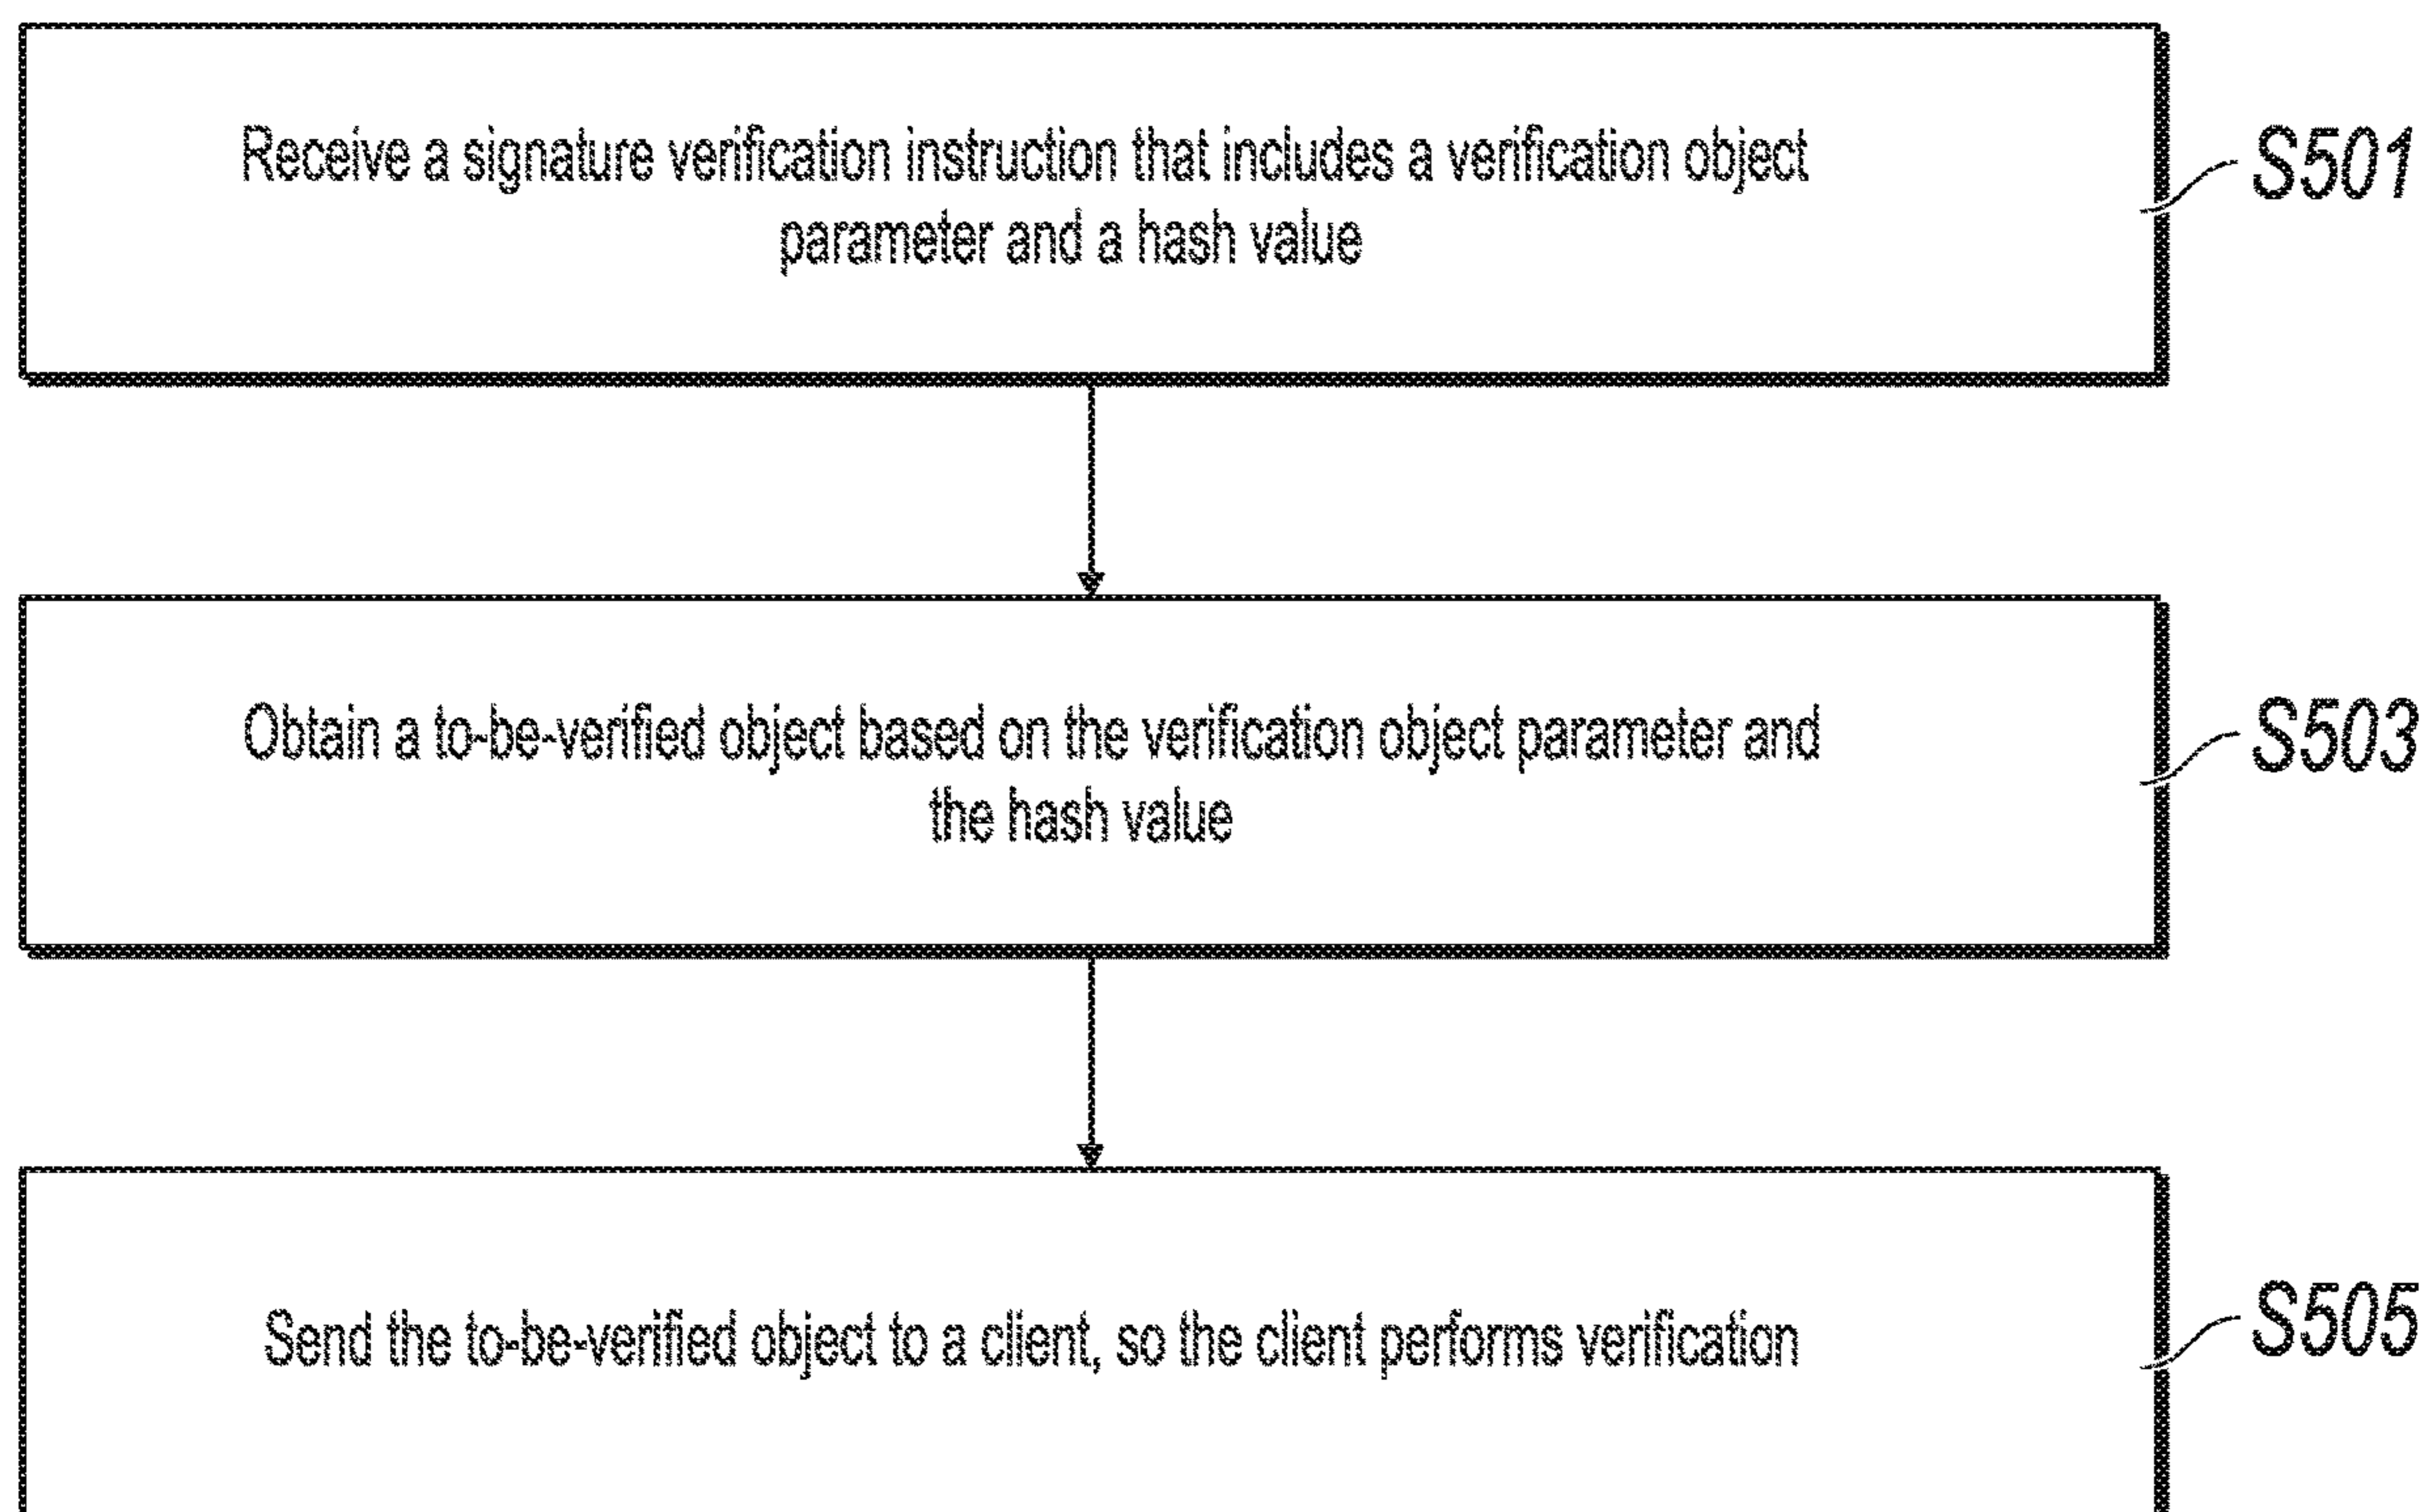 Receive a signature verification instruction that includes a verification object
parameter and a hash value
S501
Obtain a to-be-verified object based on the verification object parameter and
the hash value
S503
Send the to-be-verified object to a client, so the client performs verification
S505